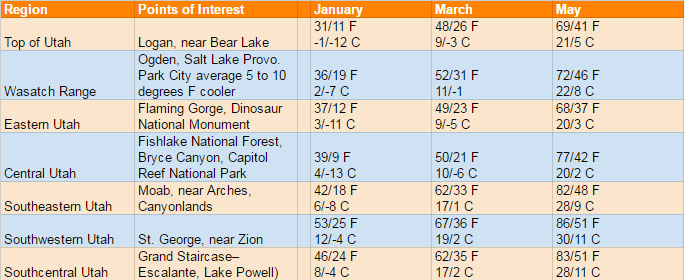 Region Points of Interest January March May
31/11 F 48/26 F 69/41 F
Top of Utah Logan, near Bear Lake -1/-12 C 9/-3 C 21/5 C
Ogden, Salt Lake Provo.
Park City average 5 to 10 36/19 F 52/31 F 72/46 F
Wasatch Range degrees F cooler 2/-7 C 11/-1 22/8 C
Flaming Gorge, Dinosaur 37/12 F 49/23 F 68/37 F
Eastern Utah National Monument 3/-11 C 9/-5 C 20/3 C
Fishlake National Forest,
Bryce Canyon, Capitol 39/9 F 50/21 F 77/42 F
Central Utah Reef National Park 4/-13 C 10/-6 C 20/2 C
Moab, near Arches, 42/18 F 62/33 F 82/48 F
Southeastern Utah Canyonlands 6/-8 C 17/1 C 28/9 C
53/25 F 67/36 F 86/51 F
Southwestern Utah St. George, near Zion 12/-4 C 19/2 C 30/11 C
Grand Staircase– 46/24 F 62/35 F 83/51 F
Southcentral Utah Escalante, Lake Powell) 8/-4 C 17/2 C 28/11 C